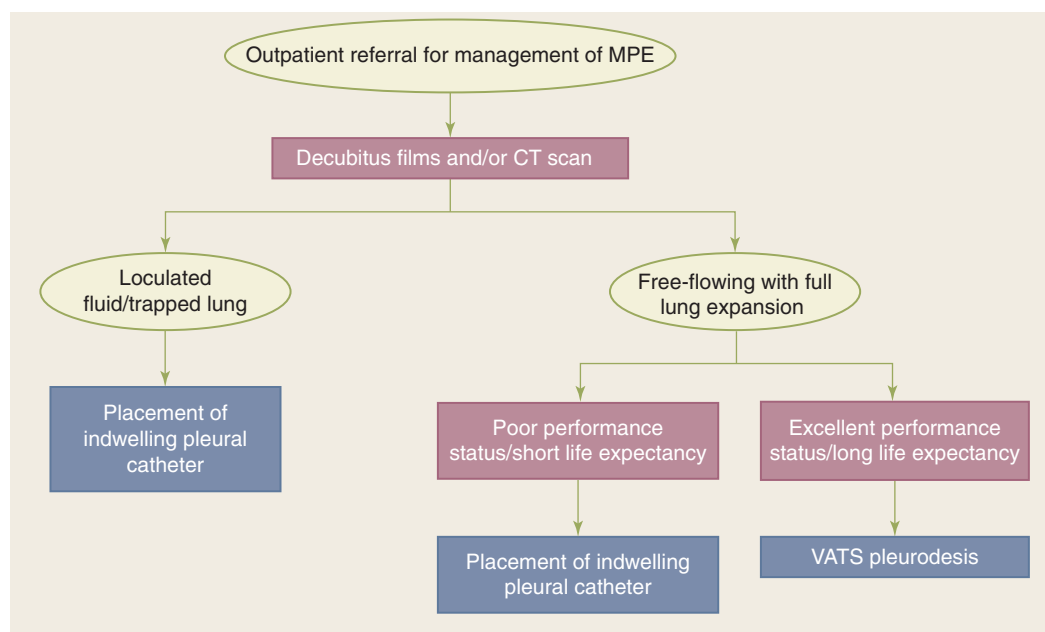 Outpatient referral for management of MPE
Decubitus films and/or CT scan
Loculated
fluid/trapped lung
Free-flowing with full
lung expansion
Placement of
indwelling pleural
catheter
Poor performance
status/short life expectancy
Excellent performance
status/long life expectancy
Placement of indwelling
pleural catheter
VATS pleurodesis